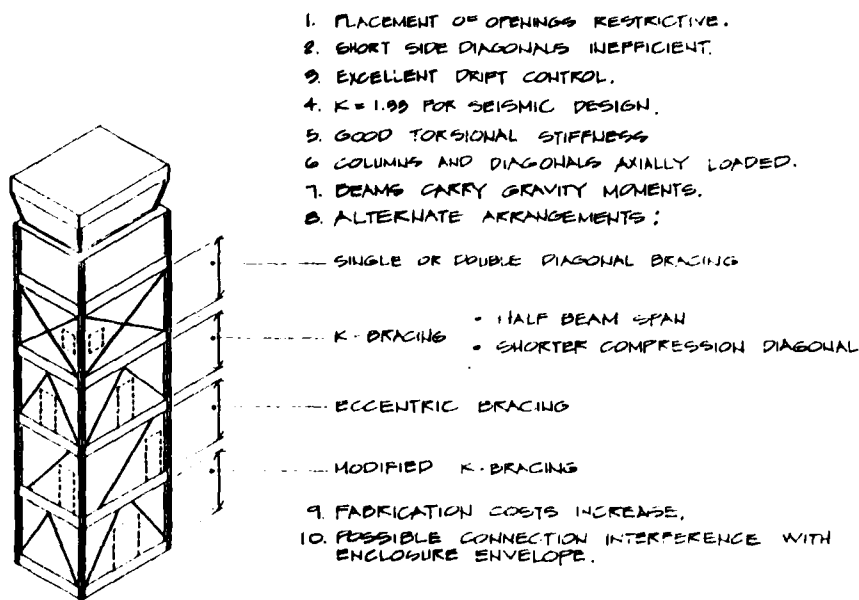 1. PLACEMENT OF OPENINGS RESTRICTIVE.
2. SHORT SIDE DIAGONALS INEFFICIENT.
3. EXCELLENT DRIFT CONTROL.
4. K = 1.33 FOR SEISMIC DESIGN.
5. GOOD TORSIONAL STIFFNESS
6 COLUMNS AND DIAGONALS AXIALLY LOADED.
7. BEAMS CARRY GRAVITY MOMENTS.
8. ALTERNATE ARRANGEMENTS:
SINGLE OR DOUBLE DIAGONAL BRACING
K-BRACING • HALF BEAM SPAN
• SHORTER COMPRESSION DIAGONAL
ECCENTRIC BRACING
MODIFIED K-BRACING
9. FABRICATION COSTS INCREASE.
10. POSSIBLE CONNECTION INTERFERENCE WITH
ENCLOSURE ENVELOPE.